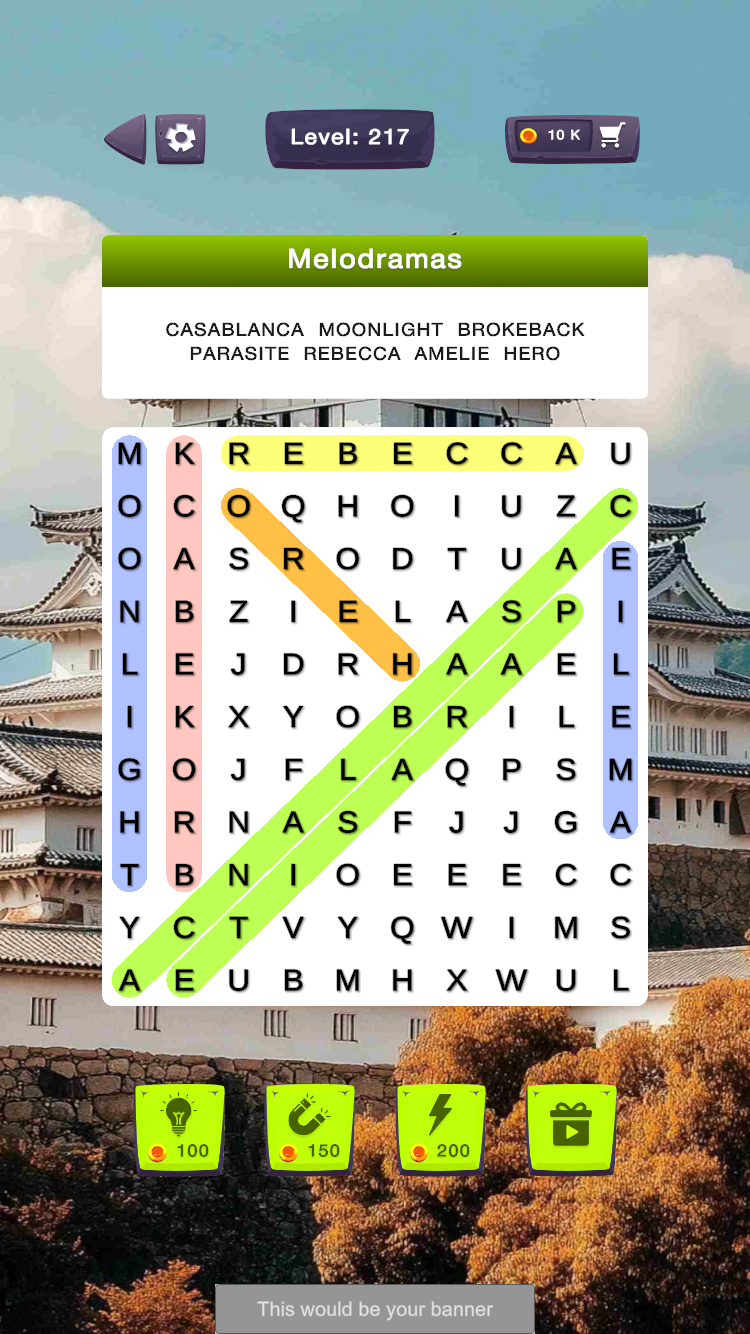 Level: 217
10 K
Melodramas
CASABLANCA MOONLIGHT BROKEBACK
PARASITE REBECCA AMELIE HERO
M K R E B E C C A U
O C O Q H O I U Z C
O A S R O D T U A E
N B Z I E L A S P I
L E J D R H A A E L
I K X Y O B R I L E
G O J F L A Q P S M
H R N A S F J J G A
T B N I O E E E C C
Y C T V Y Q W I M S
A E U B M H X W U L
100 150 200
This would be your banner